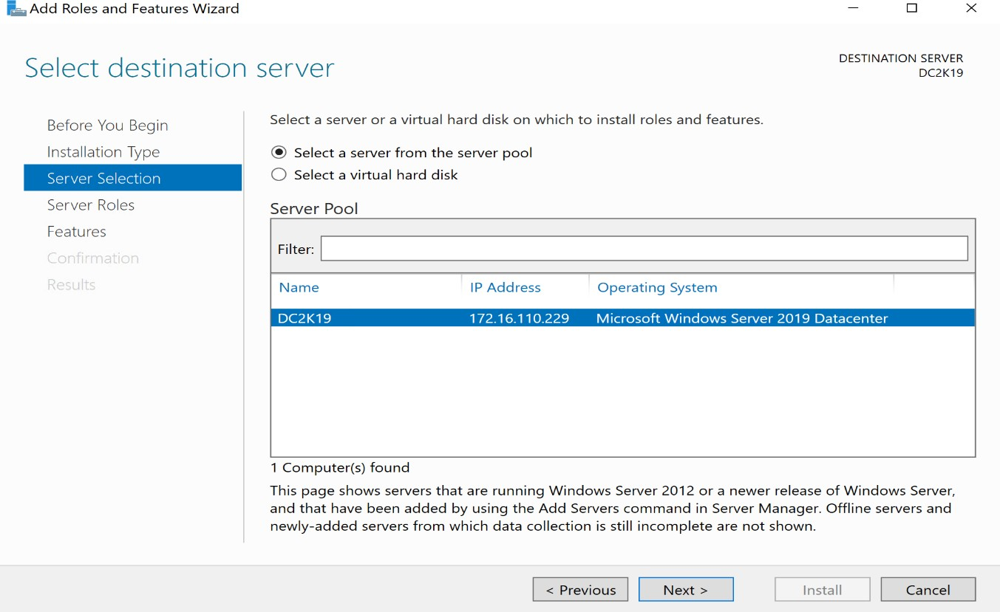 Add Roles and Features Wizard
Select destination server
DESTINATION SERVER
DC2K19
Before You Begin
Installation Type
Server Selection
Server Roles
Features
Confirmation
Results
Select a server or a virtual hard disk on which to install roles and features.
Select a server from the server pool
Select a virtual hard disk
Server Pool
Filter:
Name IP Address Operating System
DC2K19 172.16.110.229 Microsoft Windows Server 2019 Datacenter
1 Computer(s) found
This page shows servers that are running Windows Server 2012 or a newer release of Windows Server,
and that have been added by using the Add Servers command in Server Manager. Offline servers and
newly-added servers from which data collection is still incomplete are not shown.
< Previous Next > Install Cancel